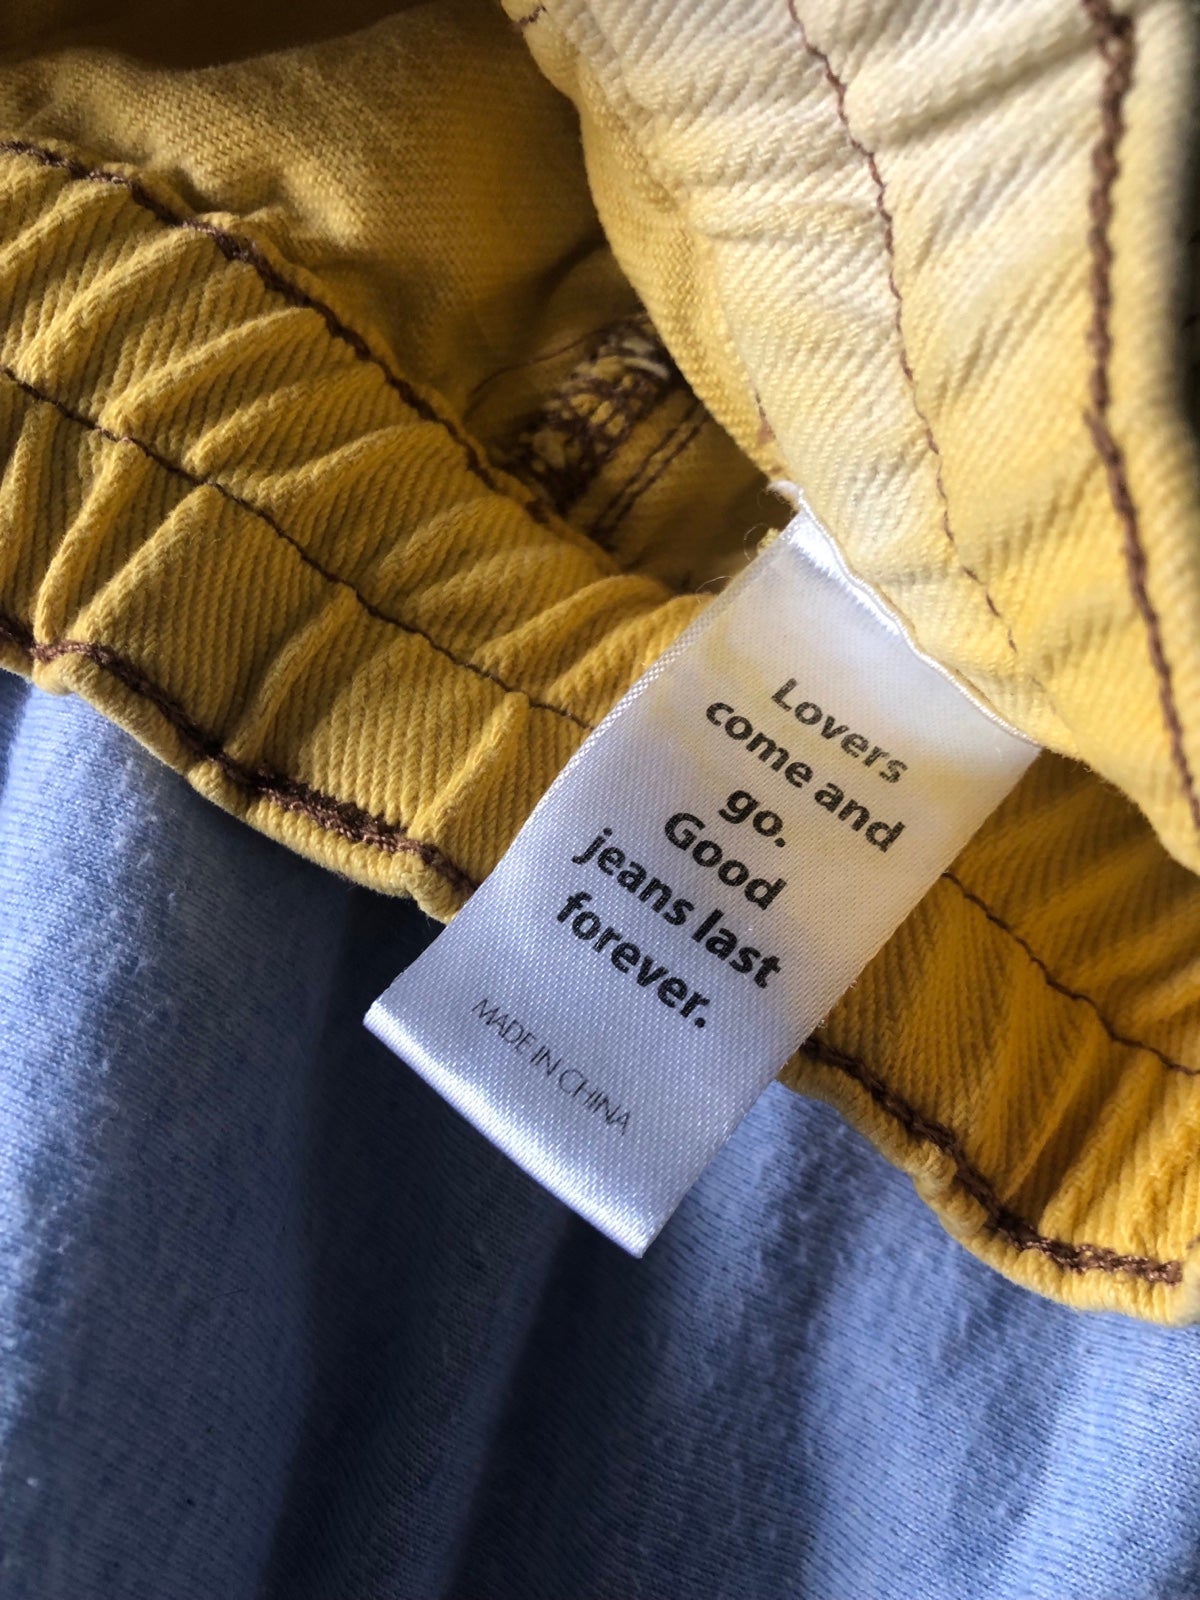 Lovers
come and
go.
Good
jeans last
forever.
MADE IN CHINA